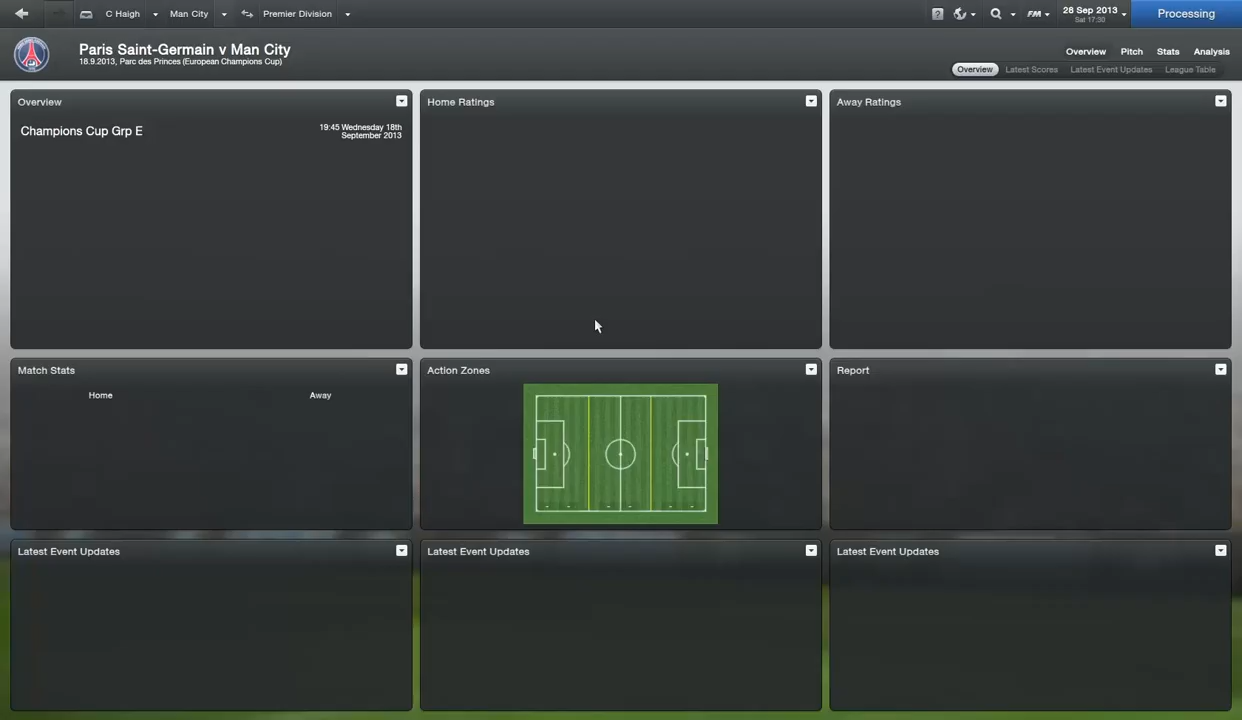 C Haigh
Man City
Premier Division
?
FM
28 Sep 2013
Sat 17:30
Processing
Paris Saint-Germain v Man City
18.9.2013, Parc des Princes (European Champions Cup)
Overview Pitch Stats Analysis
Overview Latest Scores Latest Event Updates League Table
Overview
Champions Cup Grp E
19:45 Wednesday 18th
September 2013
Home Ratings
Away Ratings
Match Stats
Home Away
Action Zones
Report
Latest Event Updates
Latest Event Updates
Latest Event Updates